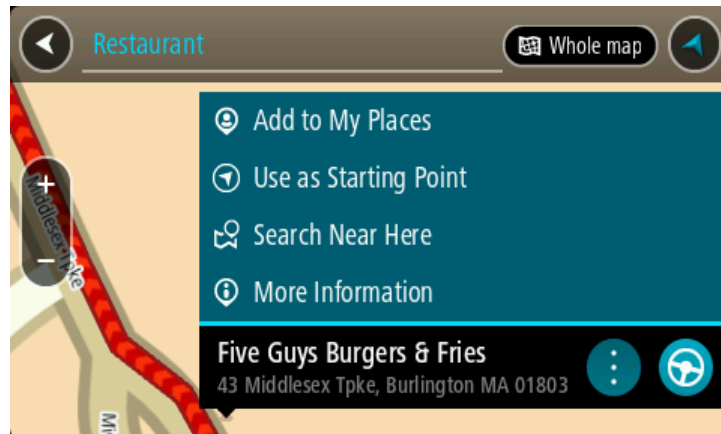 Restaurant
Whole map
Add to My Places
Use as Starting Point
Search Near Here
More Information
Five Guys Burgers & Fries
43 Middlesex Tpke, Burlington MA 01803
+
Middlesex Tpke
−
Mi